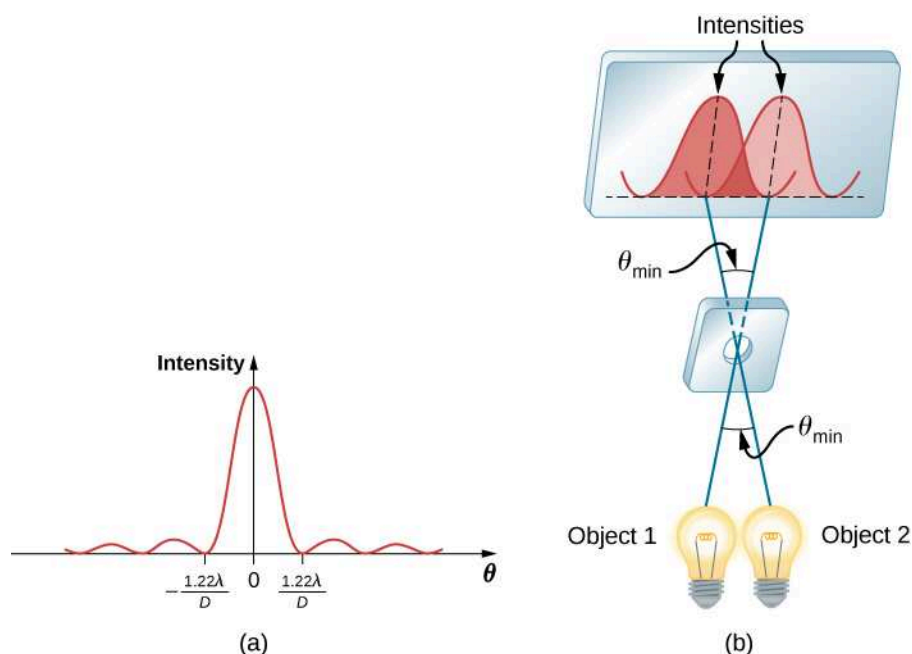 Intensities
θmin
Intensity
θmin
Object 1
Object 2
−1.22λ/D
0
1.22λ/D
θ
(a)
(b)